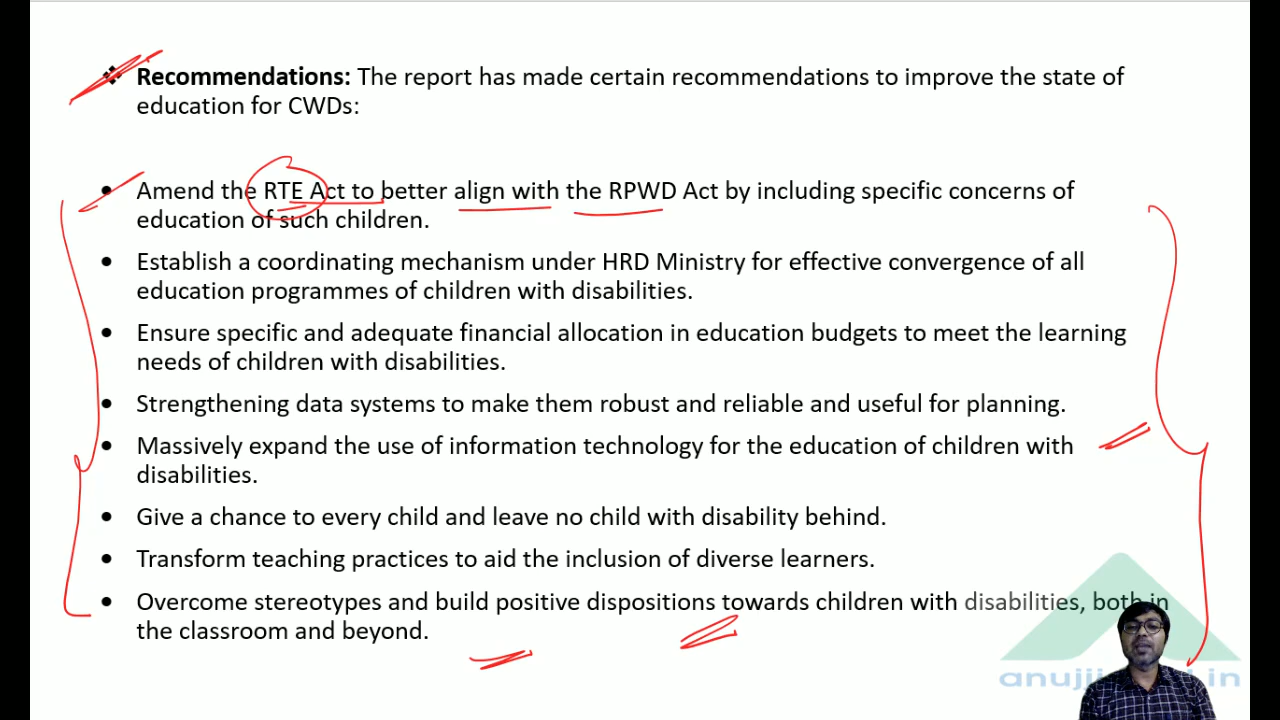 Recommendations: The report has made certain recommendations to improve the state of
education for CWDs:
Amend the RTE Act to better align with the RPWD Act by including specific concerns of
education of such children.
Establish a coordinating mechanism under HRD Ministry for effective convergence of all
education programmes of children with disabilities.
Ensure specific and adequate financial allocation in education budgets to meet the learning
needs of children with disabilities.
Strengthening data systems to make them robust and reliable and useful for planning.
Massively expand the use of information technology for the education of children with
disabilities.
Give a chance to every child and leave no child with disability behind.
Transform teaching practices to aid the inclusion of diverse learners.
Overcome stereotypes and build positive dispositions towards children with disabilities, both in
the classroom and beyond.